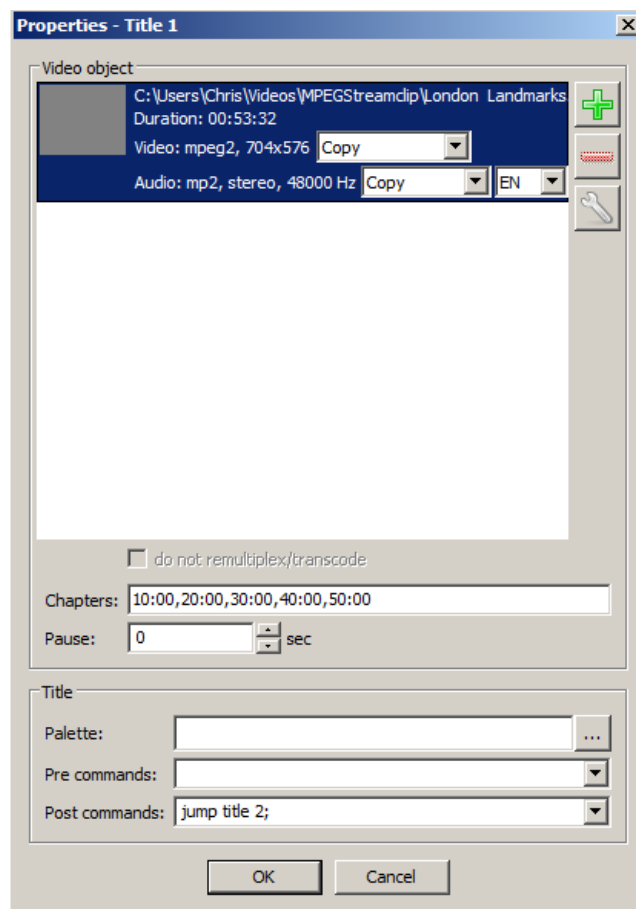 Properties - Title 1
Video object
C:\Users\Chris\Videos\MPEGStreamclip\London Landmarks
Duration: 00:53:32
Video: mpeg2, 704x576 Copy
Audio: mp2, stereo, 48000 Hz Copy EN
do not remultiplex/transcode
Chapters: 10:00,20:00,30:00,40:00,50:00
Pause: 0 sec
Title
Palette: ...
Pre commands:
Post commands: jump title 2;
OK Cancel